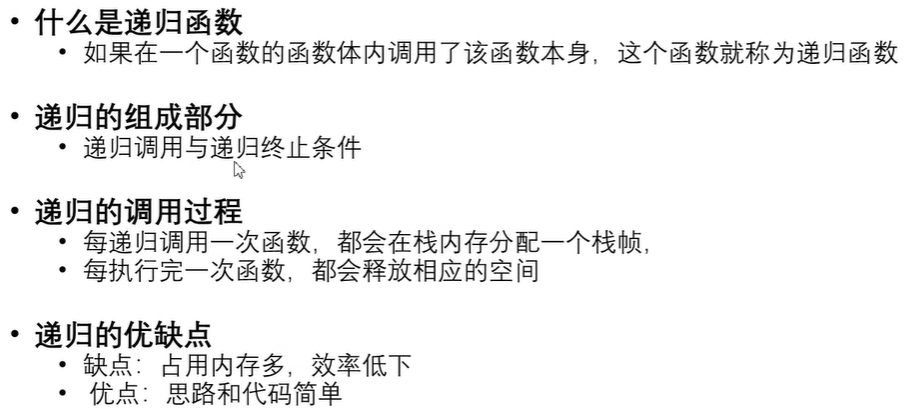 • 什么是递归函数
• 如果在一个函数的函数体内调用了该函数本身，这个函数就称为递归函数
• 递归的组成部分
• 递归调用与递归终止条件
• 递归的调用过程
• 每递归调用一次函数，都会在栈内存分配一个栈帧，
• 每执行完一次函数，都会释放相应的空间
• 递归的优缺点
• 缺点：占用内存多，效率低下
• 优点：思路和代码简单